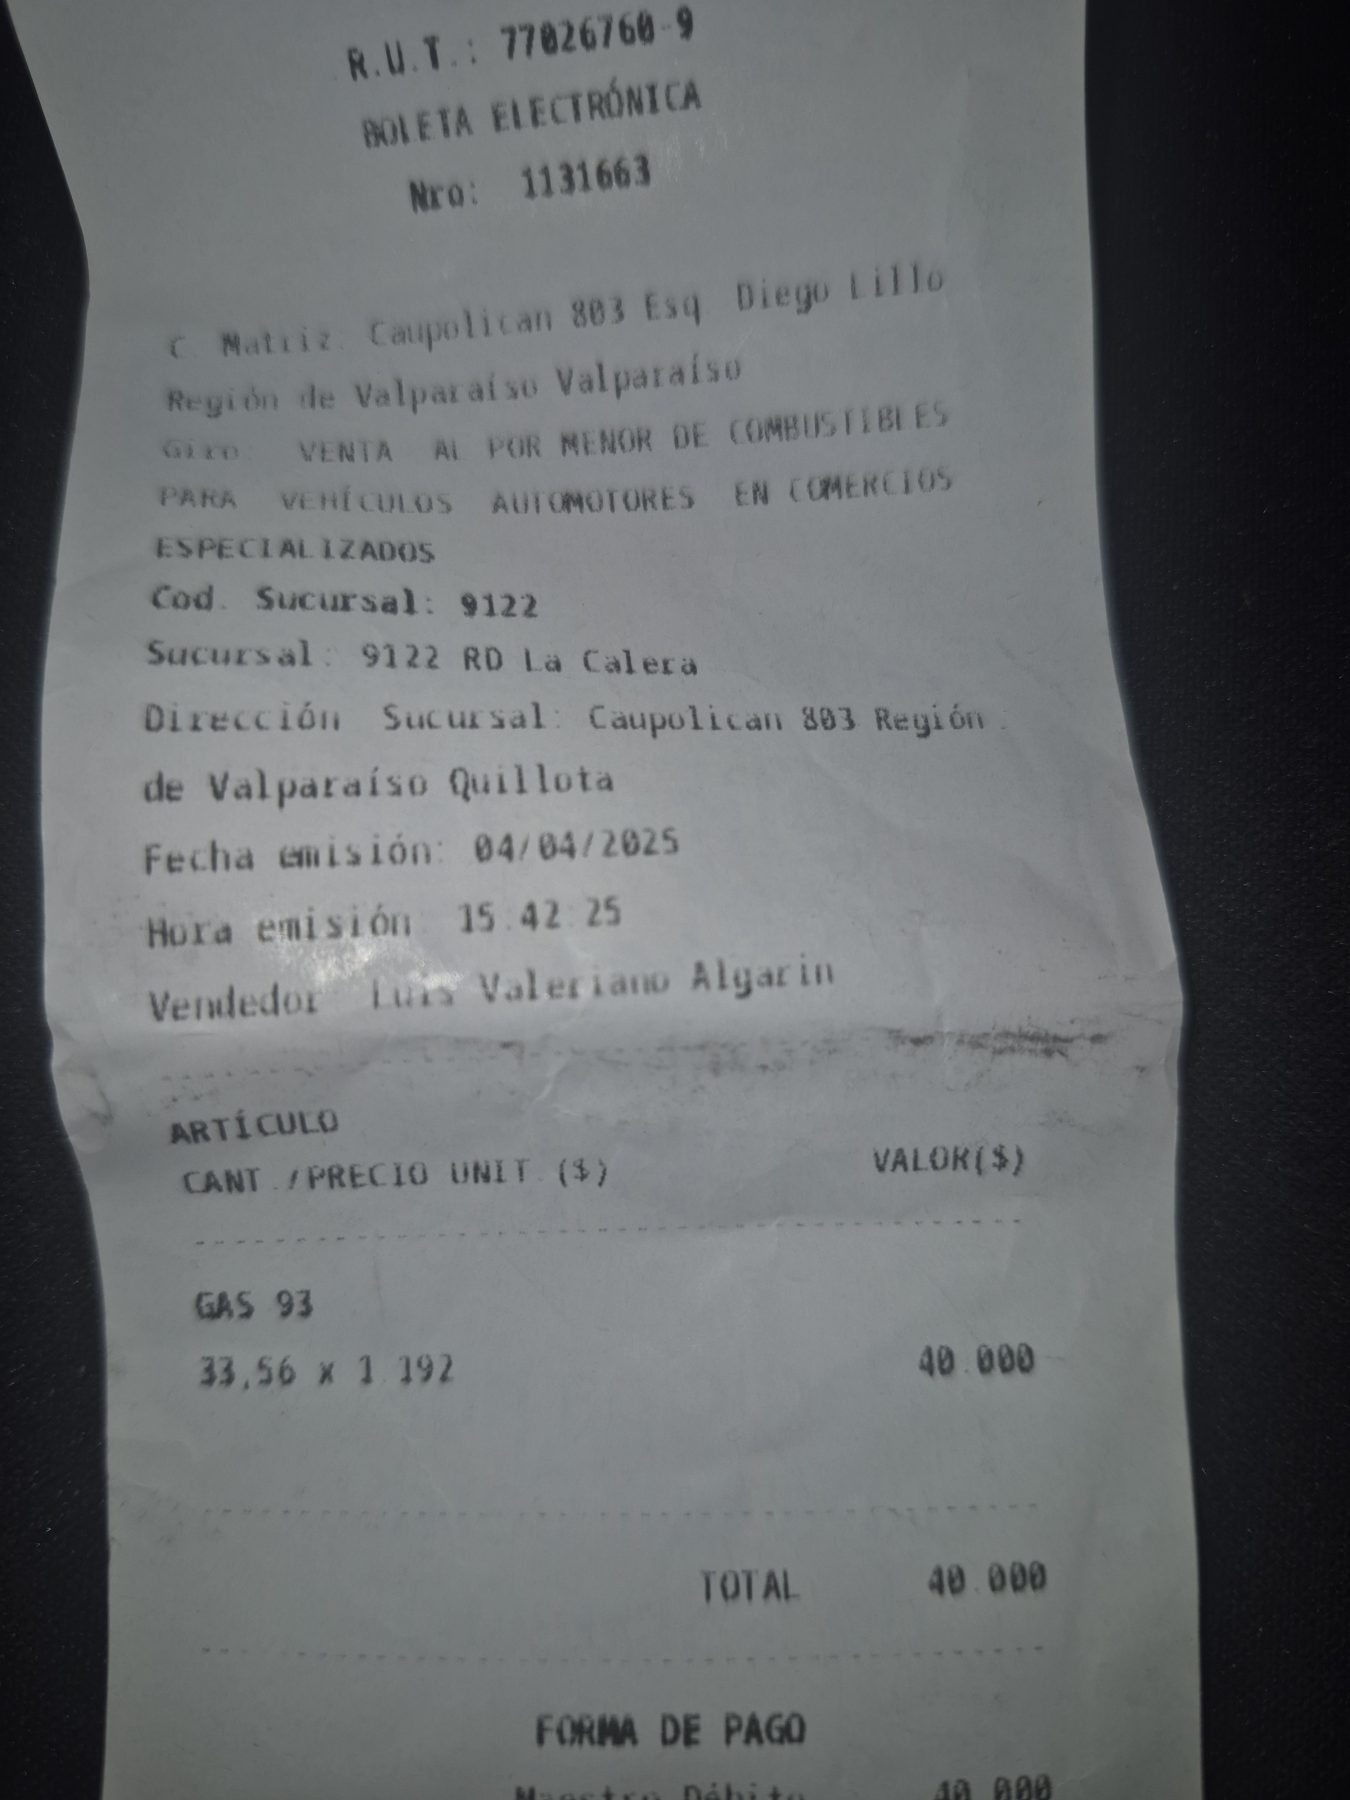 R.U.T.: 77026760-9
BOLETA ELECTRÓNICA
Nro: 1131663
C. Matriz: Caupolican 803 Esq. Diego Lillo
Región de Valparaíso Valparaíso
Giro: VENTA AL POR MENOR DE COMBUSTIBLES
PARA VEHÍCULOS AUTOMOTORES EN COMERCIOS
ESPECIALIZADOS
Cod. Sucursal: 9122
Sucursal: 9122 RD La Calera
Dirección Sucursal: Caupolican 803 Región
de Valparaíso Quillota
Fecha emisión: 04/04/2025
Hora emisión: 15:42:25
Vendedor: Luis Valeriano Algarin
ARTÍCULO
CANT./PRECIO UNIT.($) VALOR($)
GAS 93
33,56 x 1.192 40.000
TOTAL 40.000
FORMA DE PAGO
Maestro Débito 40.000